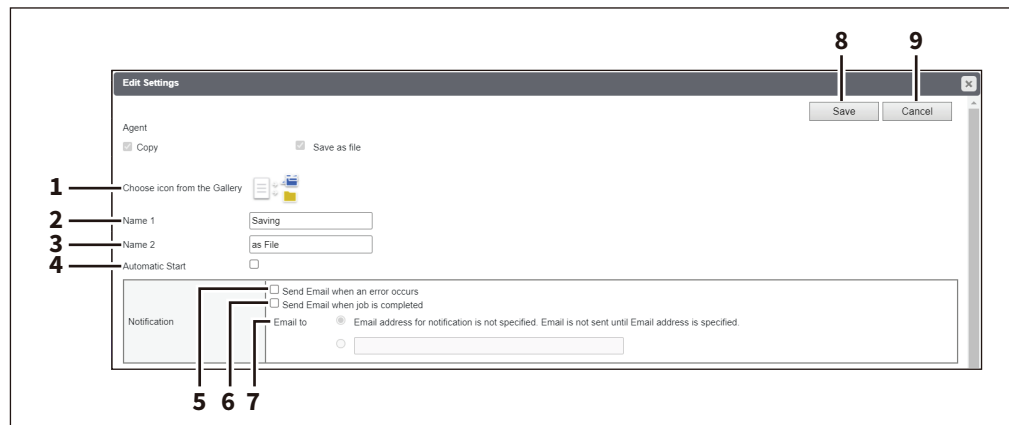 8 9
Edit Settings
Save Cancel
Agent
Copy Save as file
1 Choose icon from the Gallery
2 Name 1 Saving
3 Name 2 as File
4 Automatic Start
Send Email when an error occurs
Send Email when job is completed
Notification Email to Email address for notification is not specified. Email is not sent until Email address is specified.
5 6 7